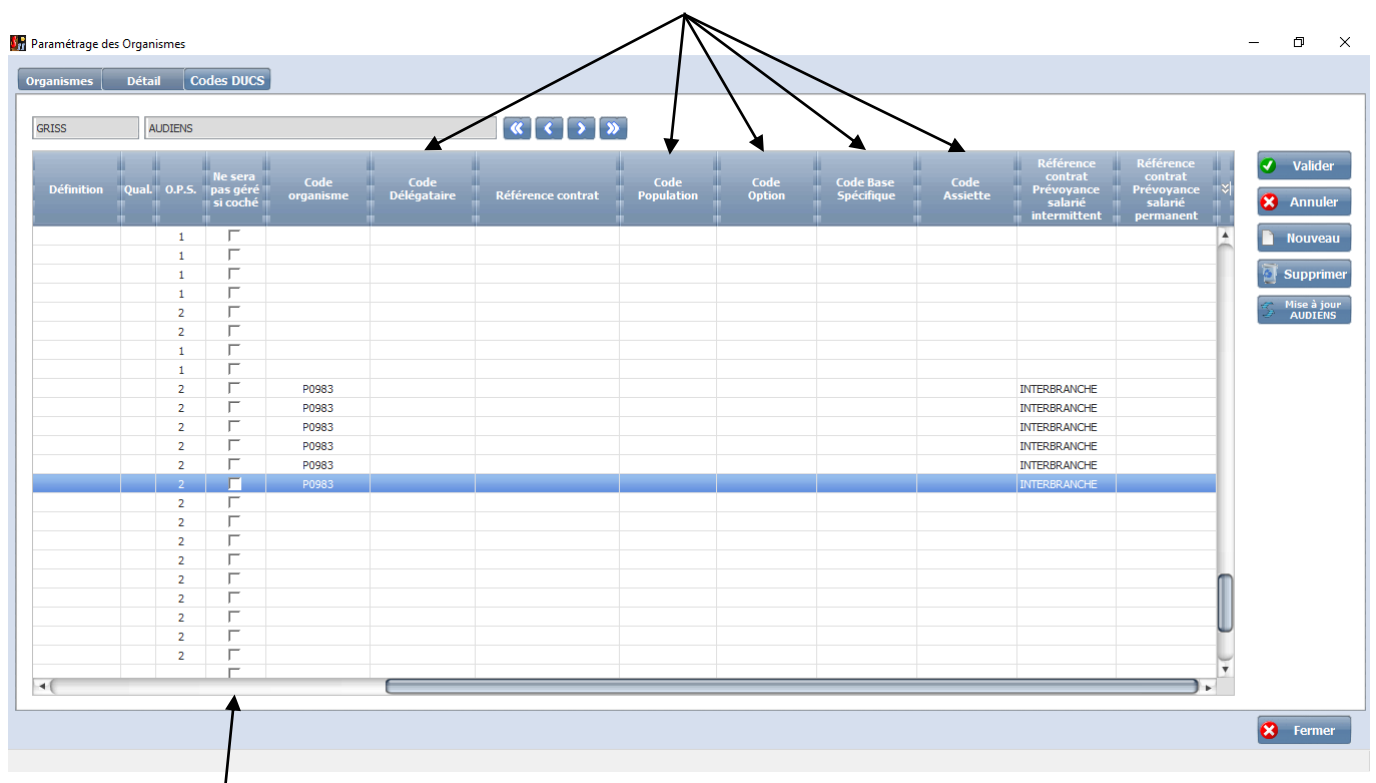 Paramétrage des Organismes
Organismes Détail Codes DUCS
GRISS AUDIENS
Définition Qual. O.P.S. Ne sera pas géré si coché Code organisme Code Délégataire Référence contrat Code Population Code Option Code Base Spécifique Code Assiette Référence contrat Prévoyance salarié intermittent Référence contrat Prévoyance salarié permanent
1
1
1
1
2
2
1
1
2 P0983 INTERBRANCHE
2 P0983 INTERBRANCHE
2 P0983 INTERBRANCHE
2 P0983 INTERBRANCHE
2 P0983 INTERBRANCHE
2 P0983 INTERBRANCHE
2
2
2
2
2
2
2
2
2
Valider
Annuler
Nouveau
Supprimer
Mise à jour
AUDIENS
Fermer